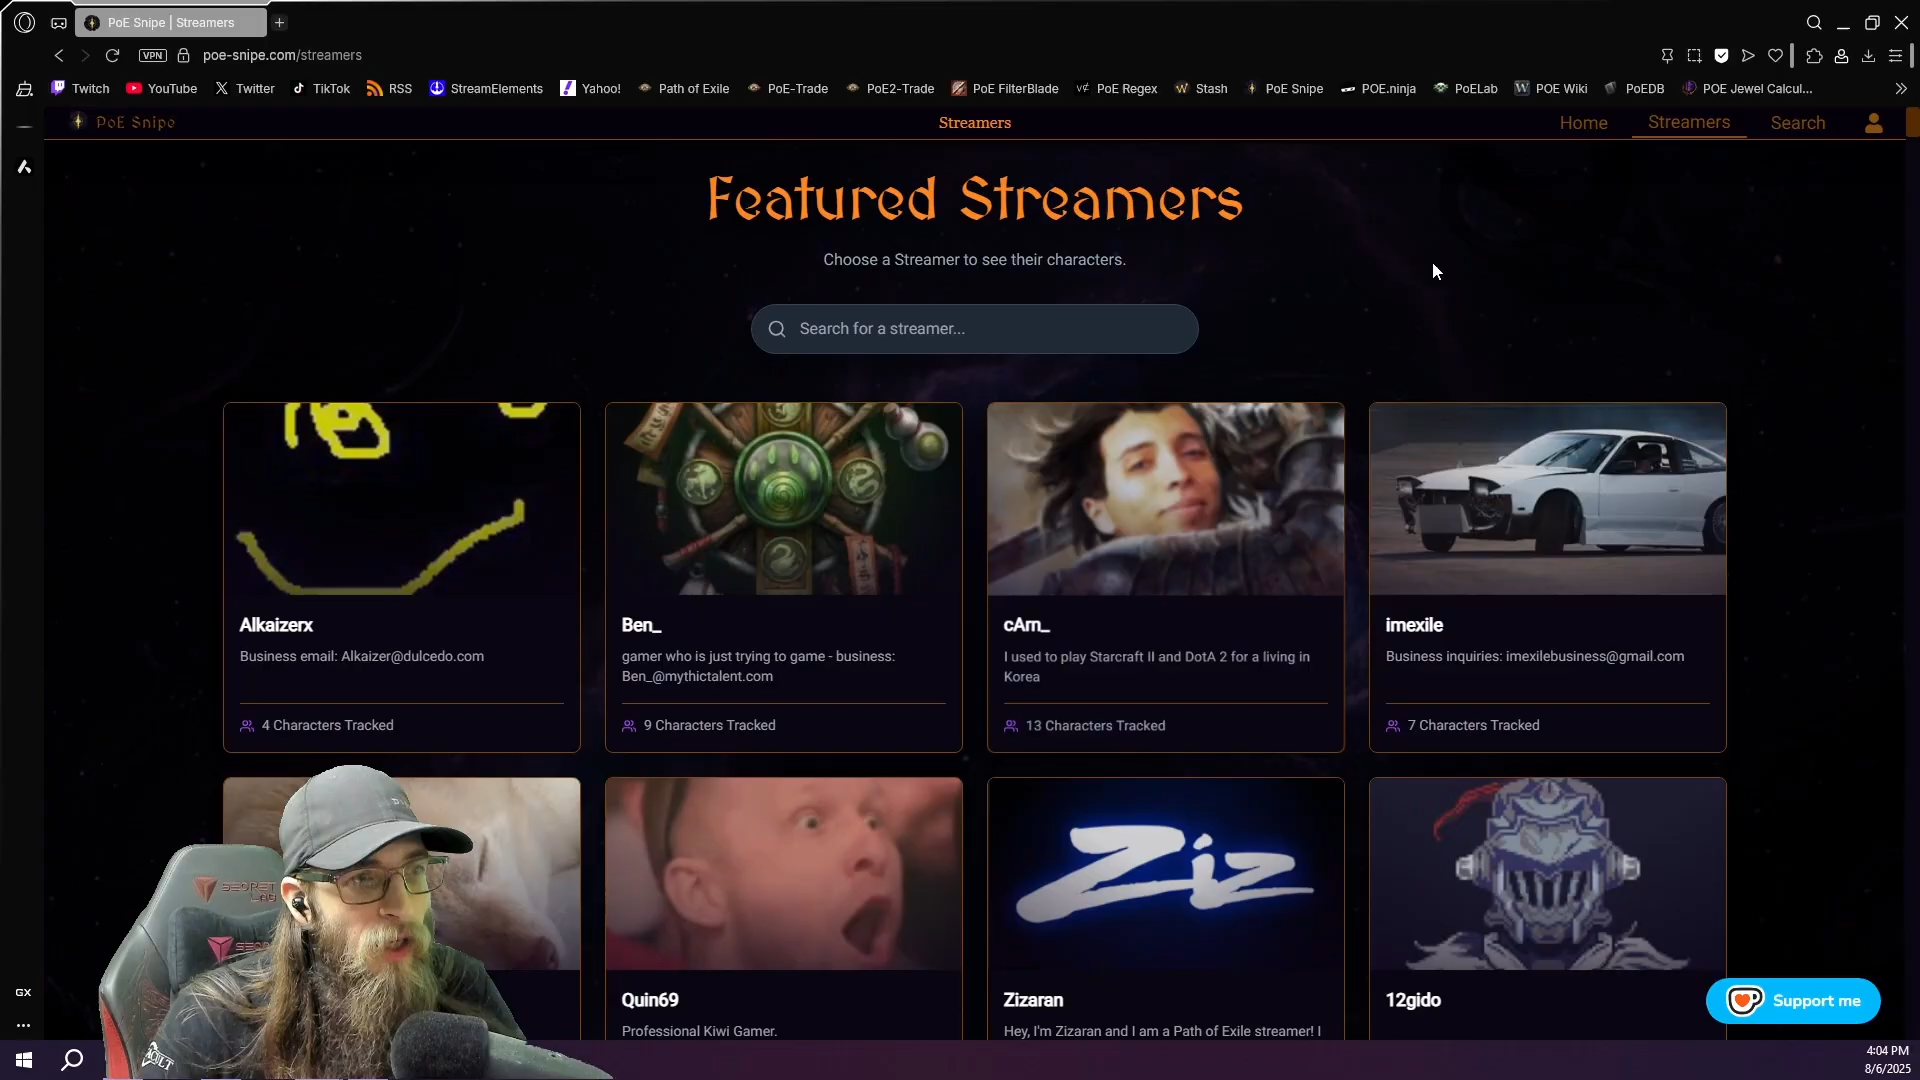 PoE Snipe | Streamers
VPN
poe-snipe.com/streamers
Twitch
YouTube
Twitter
TikTok
RSS
StreamElements
Yahoo!
Path of Exile
PoE-Trade
PoE2-Trade
PoE FilterBlade
PoE Regex
Stash
PoE Snipe
POE.ninja
PoELab
POE Wiki
PoEDB
POE Jewel Calcul...
PoE Snipe
Streamers
Home
Streamers
Search
Featured Streamers
Choose a Streamer to see their characters.
Search for a streamer...
Alkaizerx
Business email: Alkaizer@dulcedo.com
4 Characters Tracked
Ben_
gamer who is just trying to game - business:
Ben_@mythictalent.com
9 Characters Tracked
cArn_
I used to play Starcraft II and DotA 2 for a living in
Korea
13 Characters Tracked
imexile
Business inquiries: imexilebusiness@gmail.com
7 Characters Tracked
Quin69
Professional Kiwi Gamer.
Ziz
Zizaran
Hey, I'm Zizaran and I am a Path of Exile streamer! I
12gido
Support me
GX
4:04 PM
8/6/2025